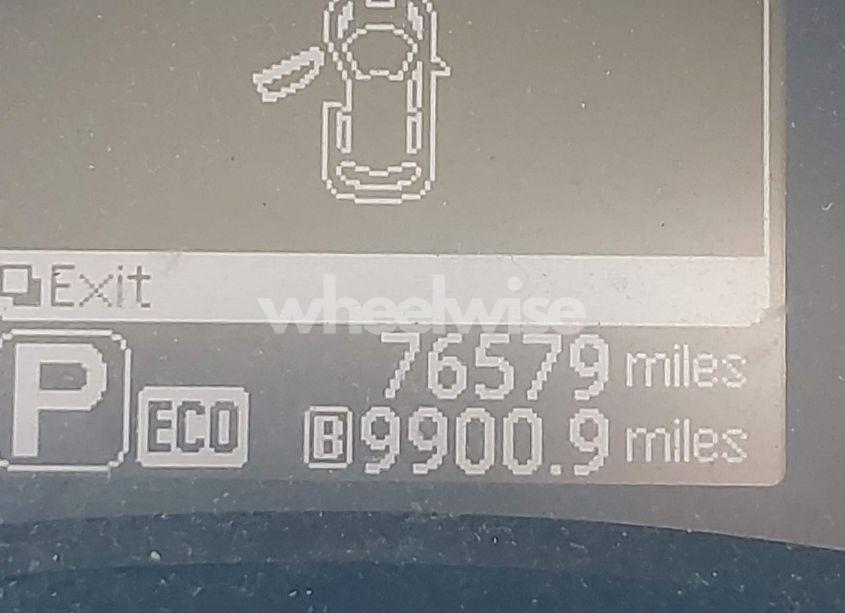 Exit
wheelwise
76579 miles
P ECO B 9900.9 miles